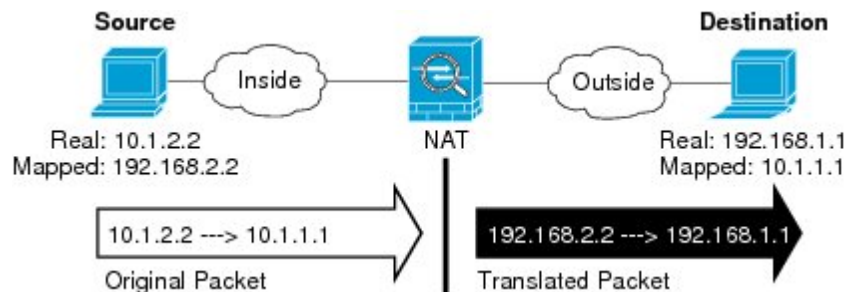 Source
Destination
Inside
Outside
Real: 10.1.2.2
Mapped: 192.168.2.2
NAT
Real: 192.168.1.1
Mapped: 10.1.1.1
10.1.2.2 ---> 10.1.1.1
192.168.2.2 ---> 192.168.1.1
Original Packet
Translated Packet